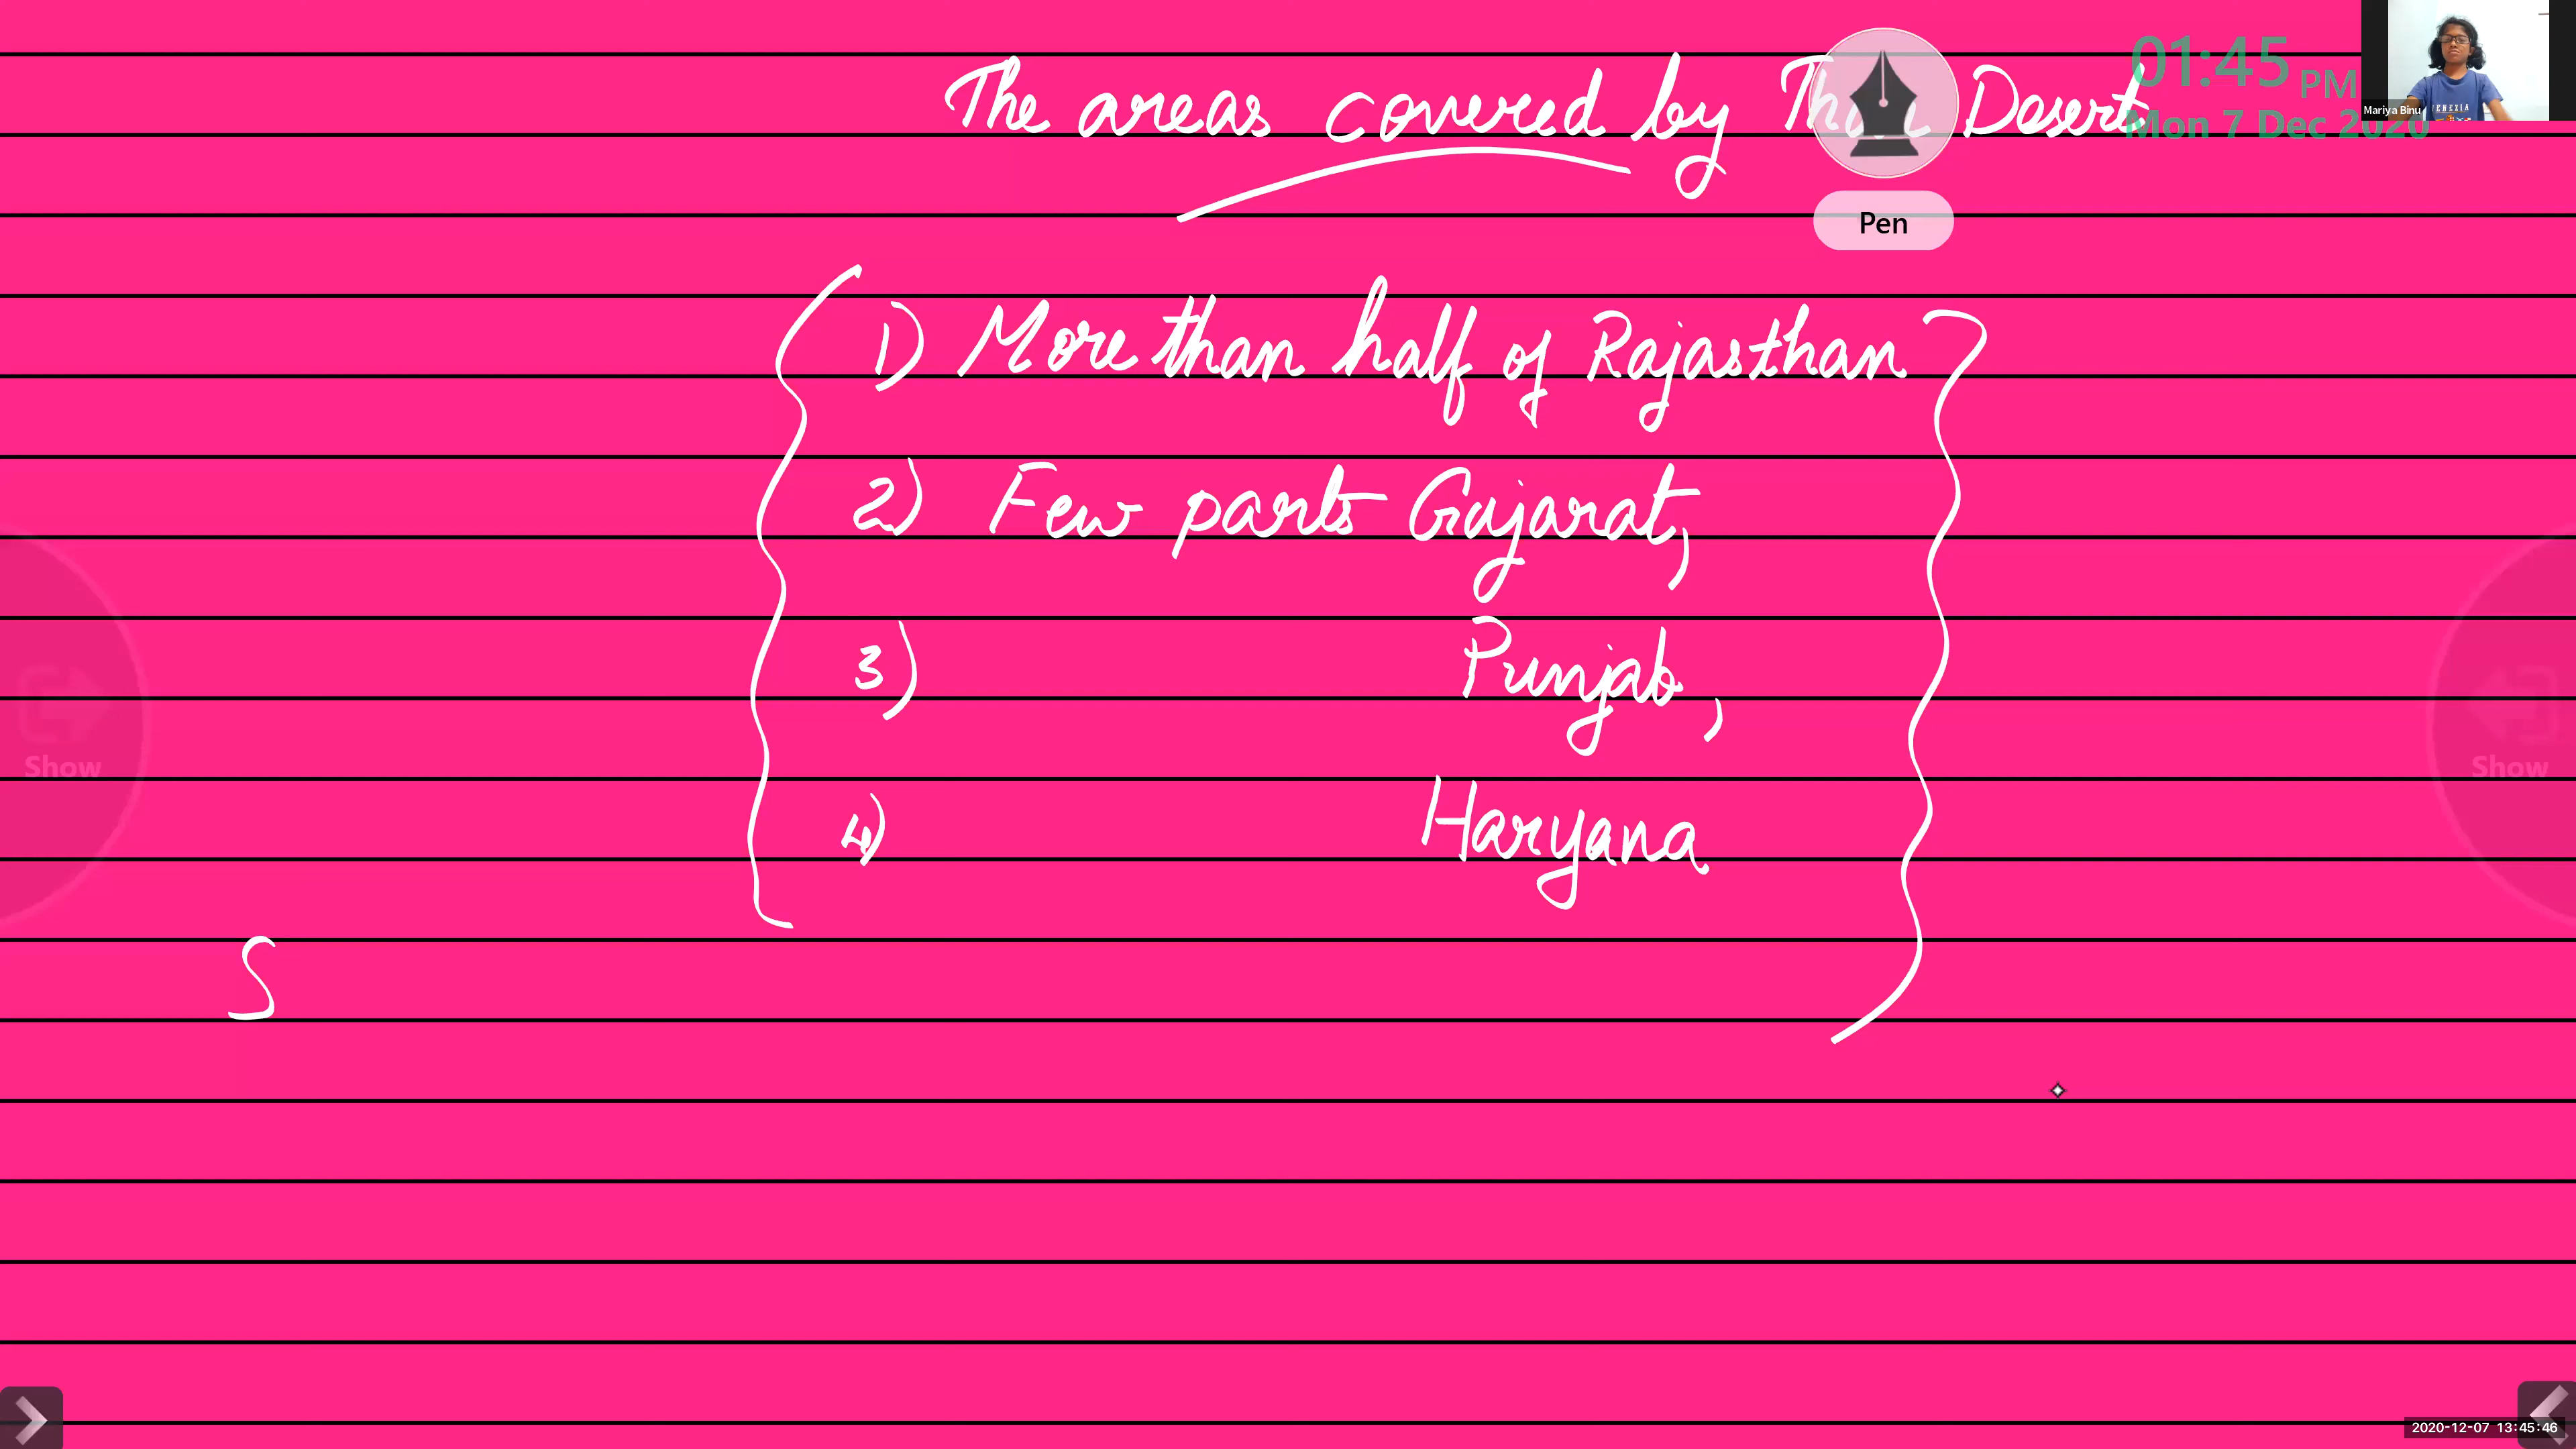 The areas covered by Desert
01:45 PM
Mon 7 Dec 2020
Mariya Binu
Pen
1) More than half of Rajasthan
2) Few parts Gujarat,
3) Punjab,
4) Haryana
Show
Show
S
2020-12-07 13:45:46